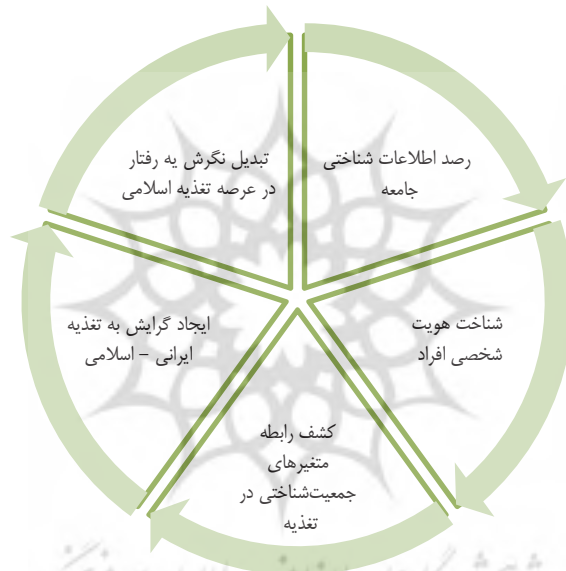 رصد اطلاعات شناختی
جامعه
شناخت هویت
شخصی افراد
کشف رابطه
متغیرهای
جمعیت‌شناختی در
تغذیه
ایجاد گرایش به تغذیه
ایرانی – اسلامی
تبدیل نگرش یه رفتار
در عرصه تغذیه اسلامی